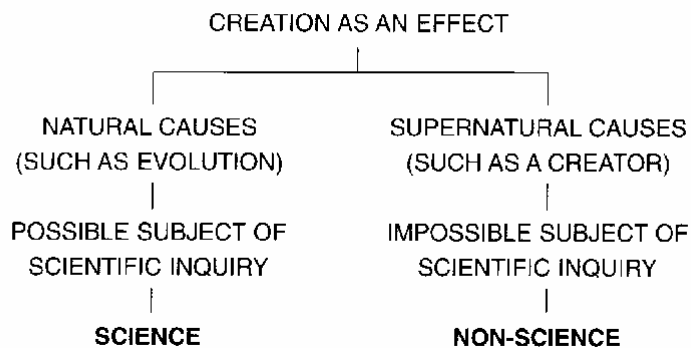 CREATION AS AN EFFECT
NATURAL CAUSES
(SUCH AS EVOLUTION)
POSSIBLE SUBJECT OF
SCIENTIFIC INQUIRY
SCIENCE
SUPERNATURAL CAUSES
(SUCH AS A CREATOR)
IMPOSSIBLE SUBJECT OF
SCIENTIFIC INQUIRY
NON-SCIENCE